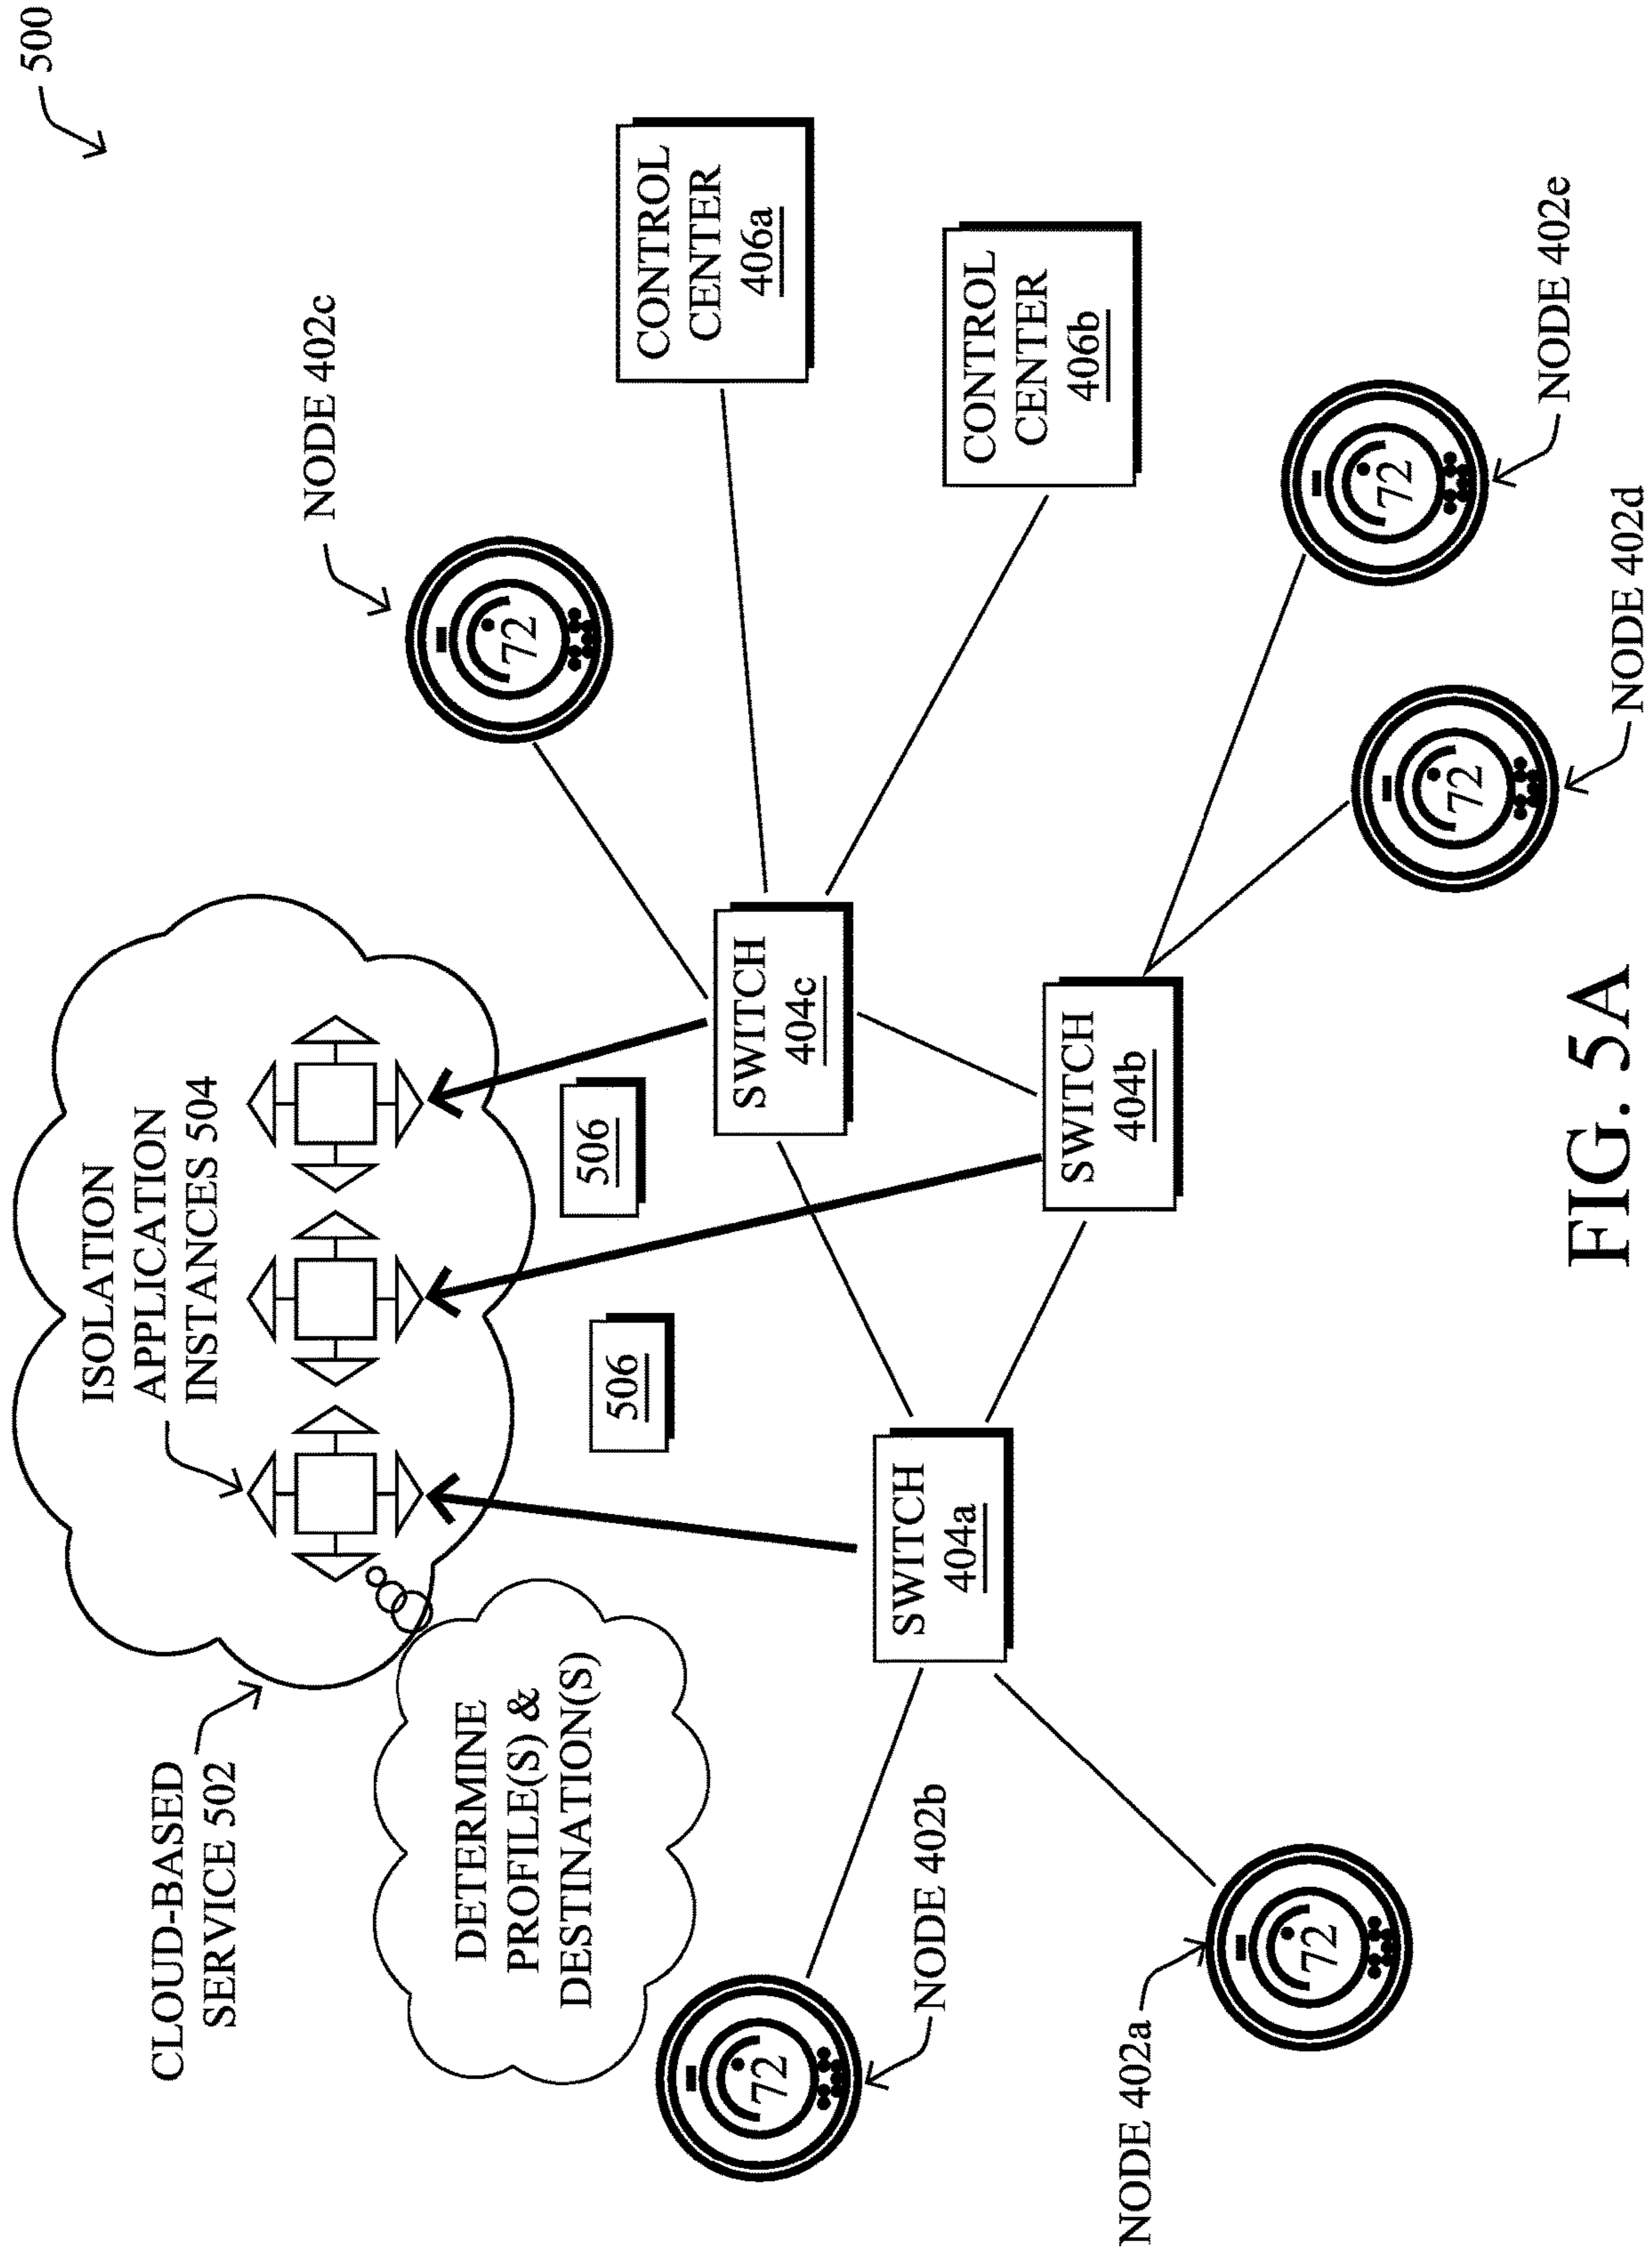 500
CLOUD-BASED
SERVICE 502
ISOLATION
APPLICATION
INSTANCES 504
NODE 402c
DETERMINE
PROFILE(S) &
DESTINATION(S)
506
506
CONTROL
CENTER
406a
CONTROL
CENTER
406b
SWITCH
404c
SWITCH
404a
SWITCH
404b
72
72
72
72
72
NODE 402b
NODE 402a
NODE 402e
NODE 402d
FIG. 5A